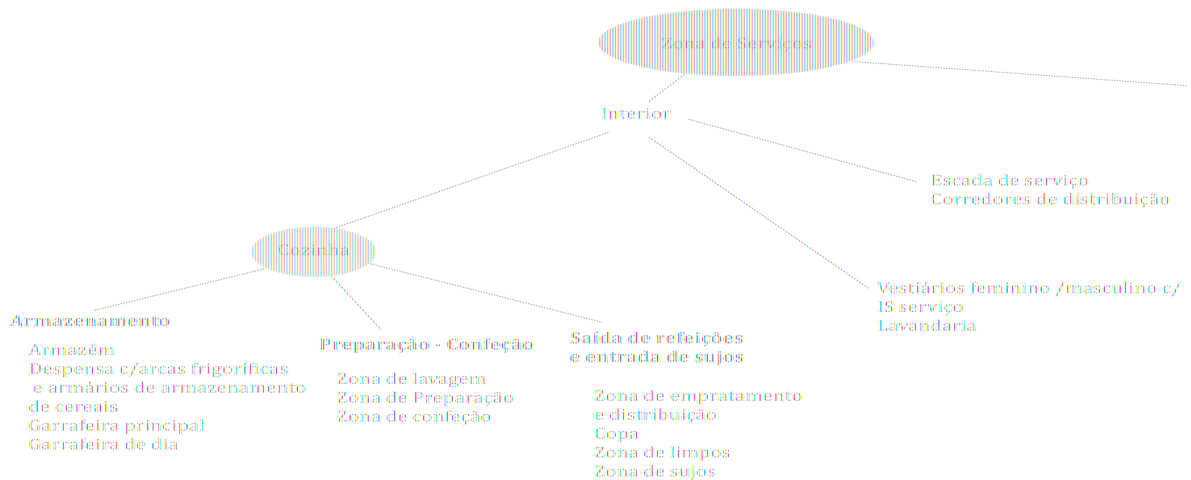 Zona de Serviços
Interior
Escada de serviço
Corredores de distribuição
Cozinha
Vestiários feminino /masculino c/
IS serviço
Lavandaria
Armazenamento
Armazém
Despensa c/arcas frigoríficas
e armários de armazenamento
de cereais
Garrafeira principal
Garrafeira de dia
Preparação - Confeção
Zona de lavagem
Zona de Preparação
Zona de confeção
Saída de refeições
e entrada de sujos
Zona de empratamento
e distribuição
Copa
Zona de limpos
Zona de sujos